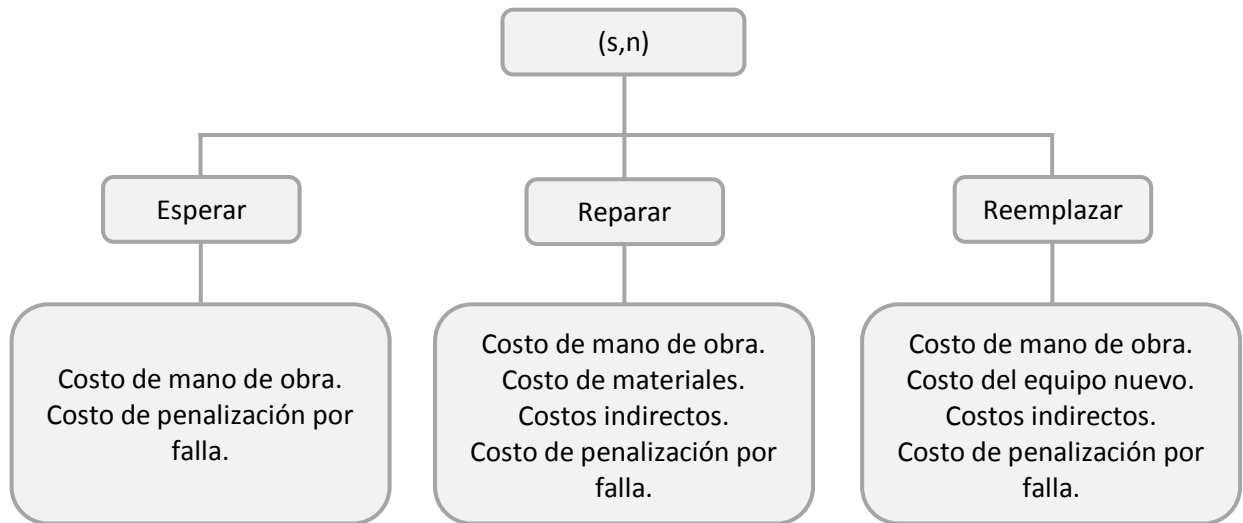 (s,n)
Esperar
Reparar
Reemplazar
Costo de mano de obra.
Costo de penalización por
falla.
Costo de mano de obra.
Costo de materiales.
Costos indirectos.
Costo de penalización por
falla.
Costo de mano de obra.
Costo del equipo nuevo.
Costos indirectos.
Costo de penalización por
falla.